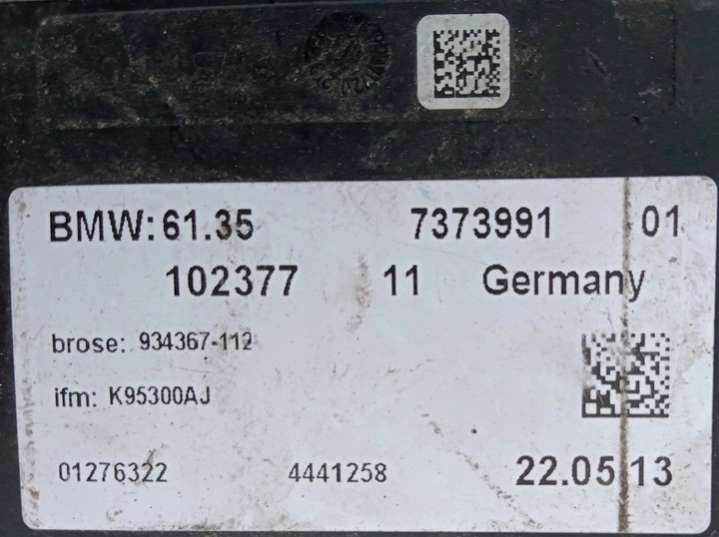 BMW: 61.35 7373991 01
102377 11 Germany
brose: 934367-112
ifm: K95300AJ
01276322 4441258 22.05.13